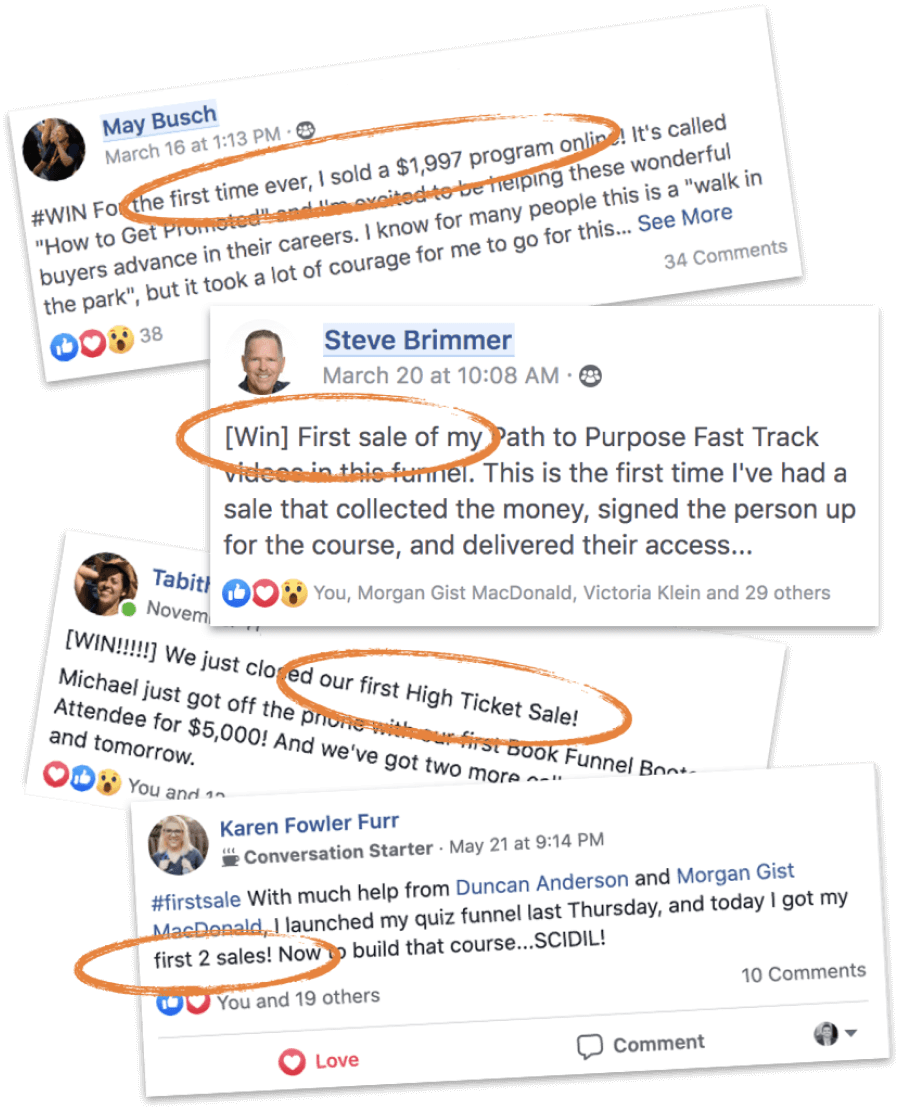 May Busch
March 16 at 1:13 PM ·
#WIN For the first time ever, I sold a $1,997 program online! It's called
"How to Get Promoted" and I'm excited to be helping these wonderful
buyers advance in their careers. I know for many people this is a "walk in
the park", but it took a lot of courage for me to go for this... See More
34 Comments
38
Steve Brimmer
March 20 at 10:08 AM ·
[Win] First sale of my Path to Purpose Fast Track
videos in this funnel. This is the first time I've had a
sale that collected the money, signed the person up
for the course, and delivered their access...
You, Morgan Gist MacDonald, Victoria Klein and 29 others
Tabith
Novem
[WIN!!!!!] We just closed our first High Ticket Sale!
Michael just got off the phone with our first Book Funnel
Attendee for $5,000! And we've got two more
and tomorrow.
You and
Karen Fowler Furr
Conversation Starter · May 21 at 9:14 PM
#firstsale With much help from Duncan Anderson and Morgan Gist
MacDonald, I launched my quiz funnel last Thursday, and today I got my
first 2 sales! Now to build that course...SCIDIL!
10 Comments
You and 19 others
Love
Comment